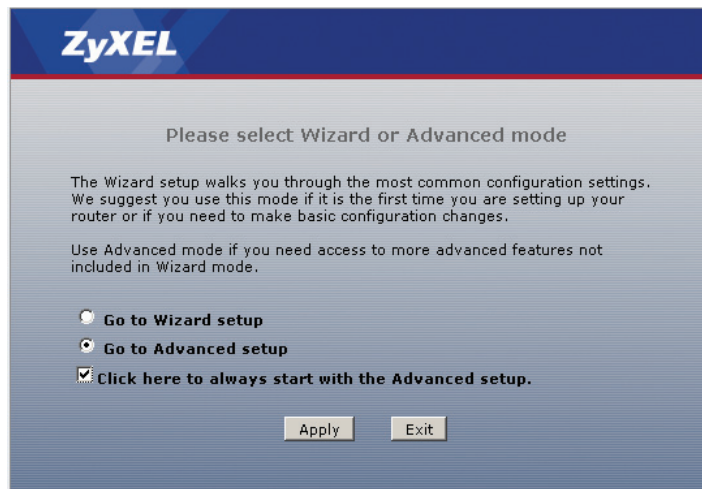 ZyXEL
Please select Wizard or Advanced mode
The Wizard setup walks you through the most common configuration settings.
We suggest you use this mode if it is the first time you are setting up your
router or if you need to make basic configuration changes.
Use Advanced mode if you need access to more advanced features not
included in Wizard mode.
Go to Wizard setup
Go to Advanced setup
Click here to always start with the Advanced setup.
Apply Exit